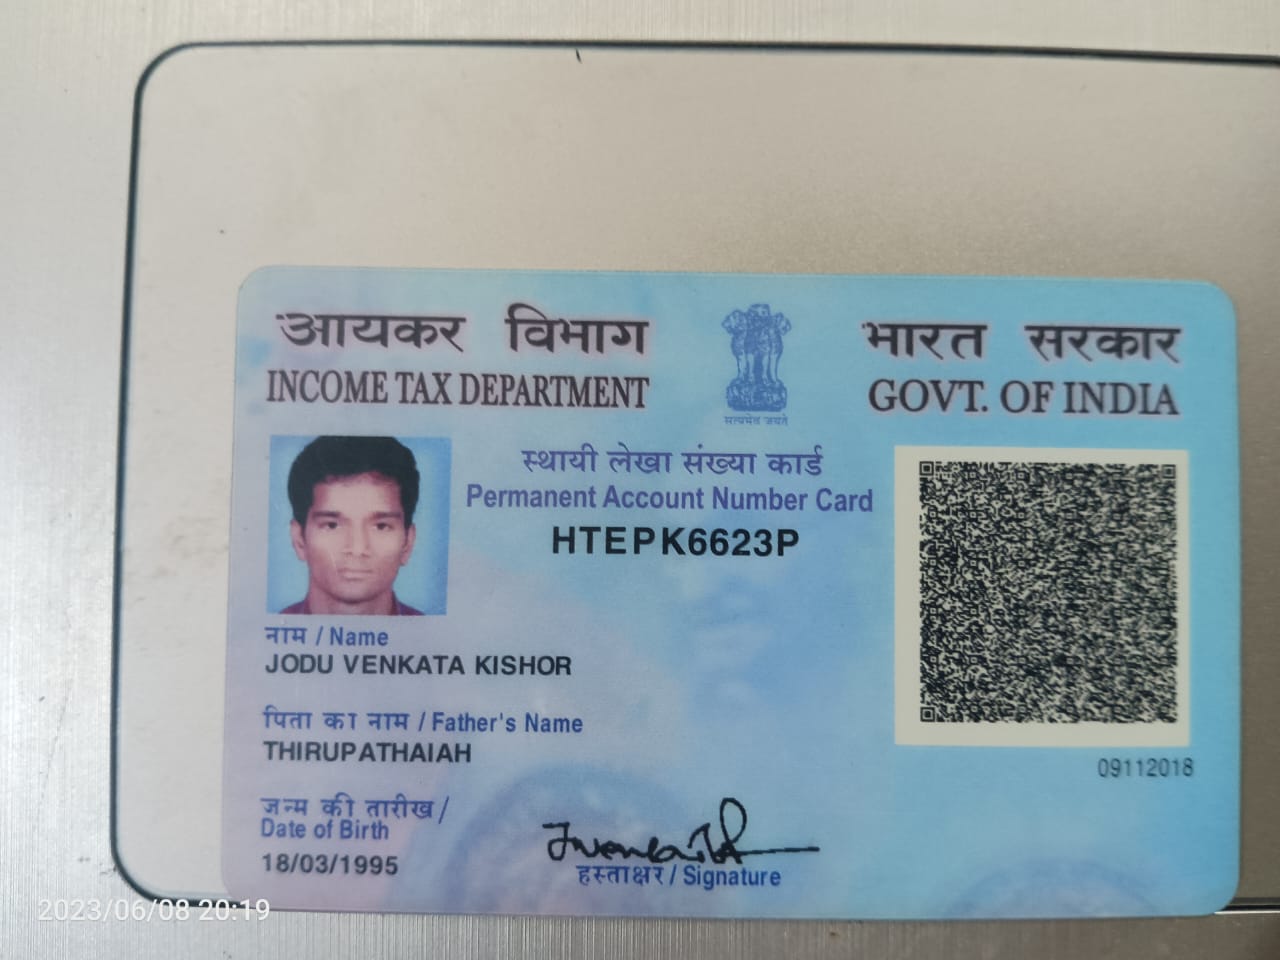 आयकर विभाग
INCOME TAX DEPARTMENT
सत्यमेव जयते
भारत सरकार
GOVT. OF INDIA
स्थायी लेखा संख्या कार्ड
Permanent Account Number Card
HTEPK6623P
नाम / Name
JODU VENKATA KISHOR
पिता का नाम / Father's Name
THIRUPATHAIAH
09112018
जन्म की तारीख /
Date of Birth
18/03/1995
हस्ताक्षर / Signature
2023/06/08 20:19